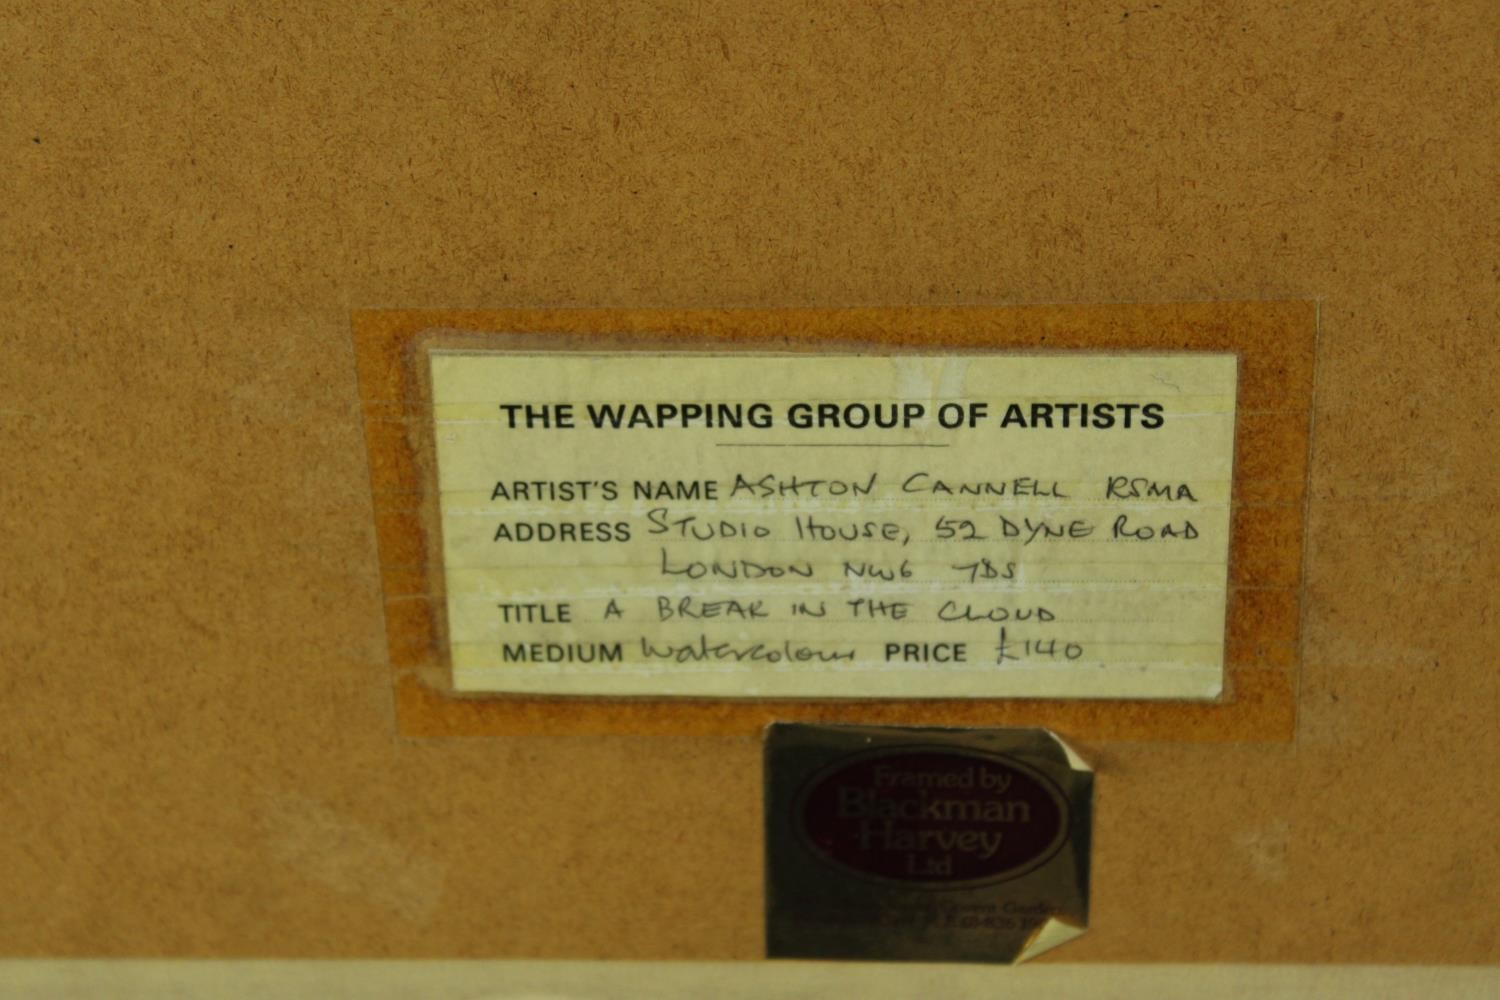 THE WAPPING GROUP OF ARTISTS
ARTIST'S NAME ASHTON CANNELL RSMA
ADDRESS STUDIO HOUSE, 52 DYNE ROAD
LONDON NW6 7DS
TITLE A BREAK IN THE CLOUD
MEDIUM Watercolour PRICE £140
Framed by
Blackman
Harvey
Ltd
Garden